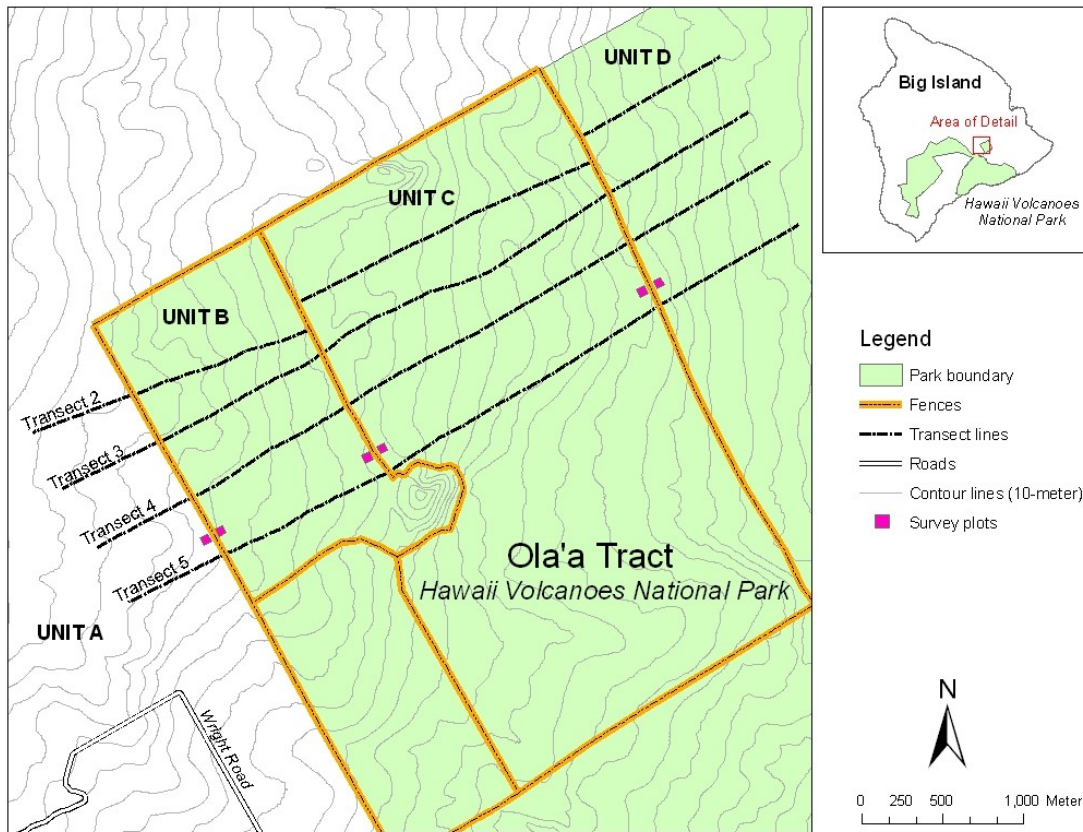 UNIT D
UNIT C
UNIT B
Transect 2
Transect 3
Transect 4
Transect 5
UNIT A
Wright Road
Ola'a Tract
Hawaii Volcanoes National Park
Big Island
Area of Detail
Hawaii Volcanoes
National Park
Legend
Park boundary
Fences
Transect lines
Roads
Contour lines (10-meter)
Survey plots
N
0 250 500 1,000 Meter